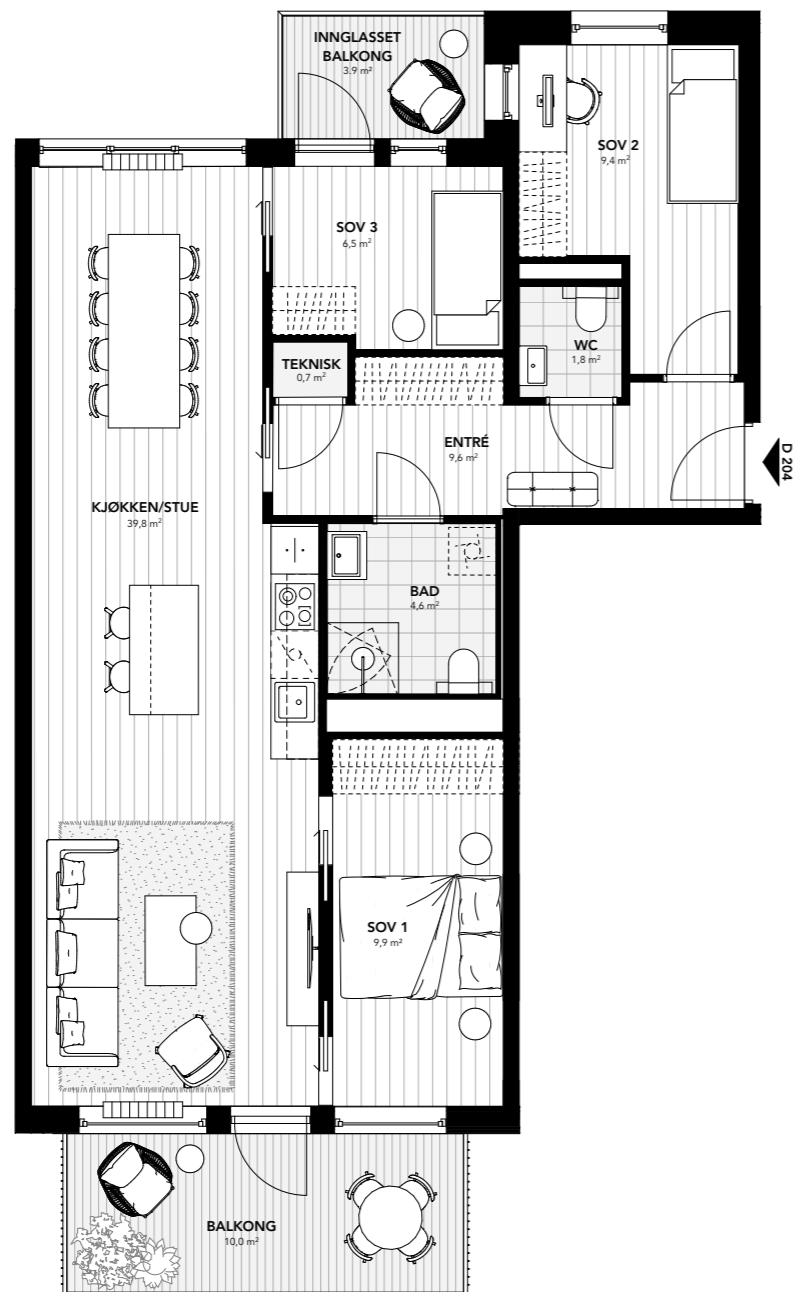 INNGLASSET
BALKONG
3.9 m²
SOV 2
9,4 m²
SOV 3
6,5 m²
WC
1,8 m²
TEKNISK
0,7 m²
ENTRÉ
9,6 m²
D 204
KJØKKEN/STUE
39,8 m²
BAD
4,6 m²
SOV 1
9,9 m²
BALKONG
10,0 m²